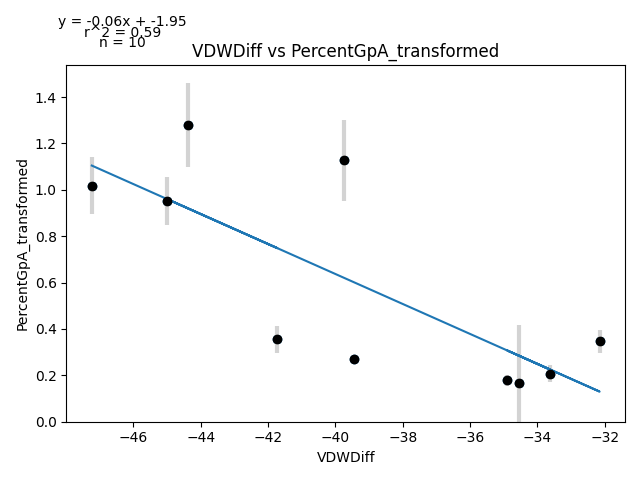 y = -0.06x + -1.95
r^2 = 0.59
n = 10
VDWDiff vs PercentGpA_transformed
PercentGpA_transformed
1.4
1.2
1.0
0.8
0.6
0.4
0.2
0.0
−46 −44 −42 −40 −38 −36 −34 −32
VDWDiff